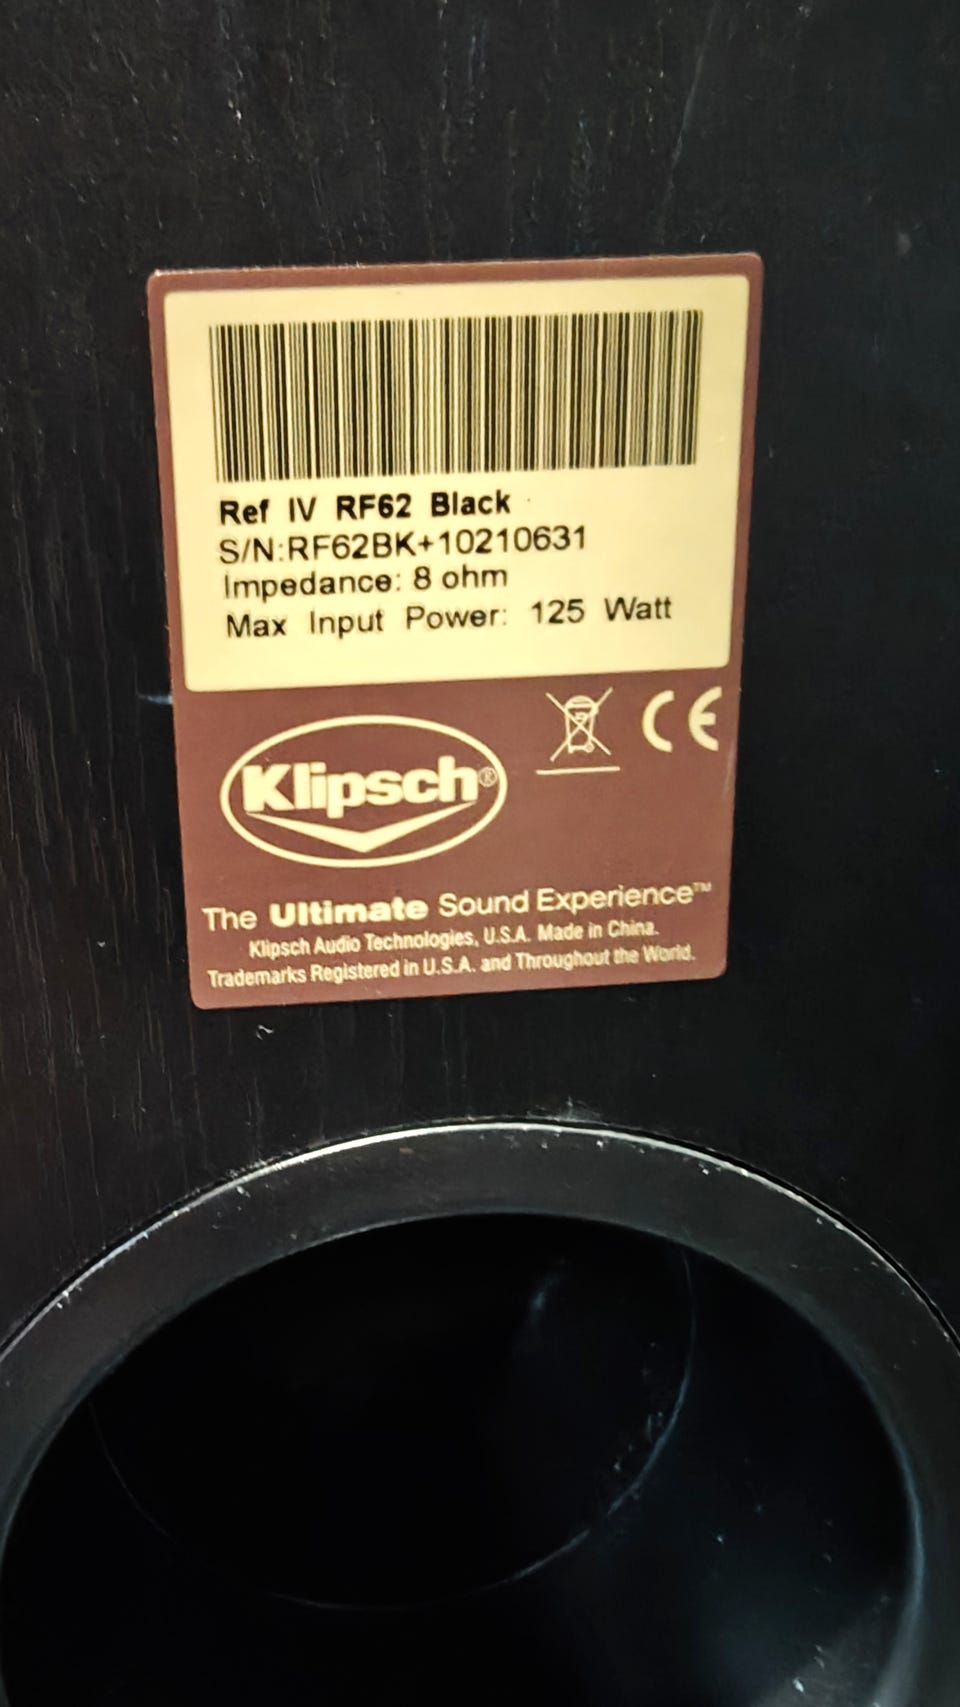 Ref IV RF62 Black
S/N:RF62BK+10210631
Impedance: 8 ohm
Max Input Power: 125 Watt
CE
Klipsch®
The Ultimate Sound Experience™
Klipsch Audio Technologies, U.S.A. Made in China.
Trademarks Registered in U.S.A. and Throughout the World.